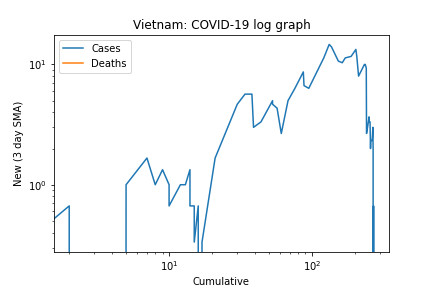 Vietnam: COVID-19 log graph
Cases
Deaths
New (3 day SMA)
10¹
10⁰
10¹
10²
Cumulative